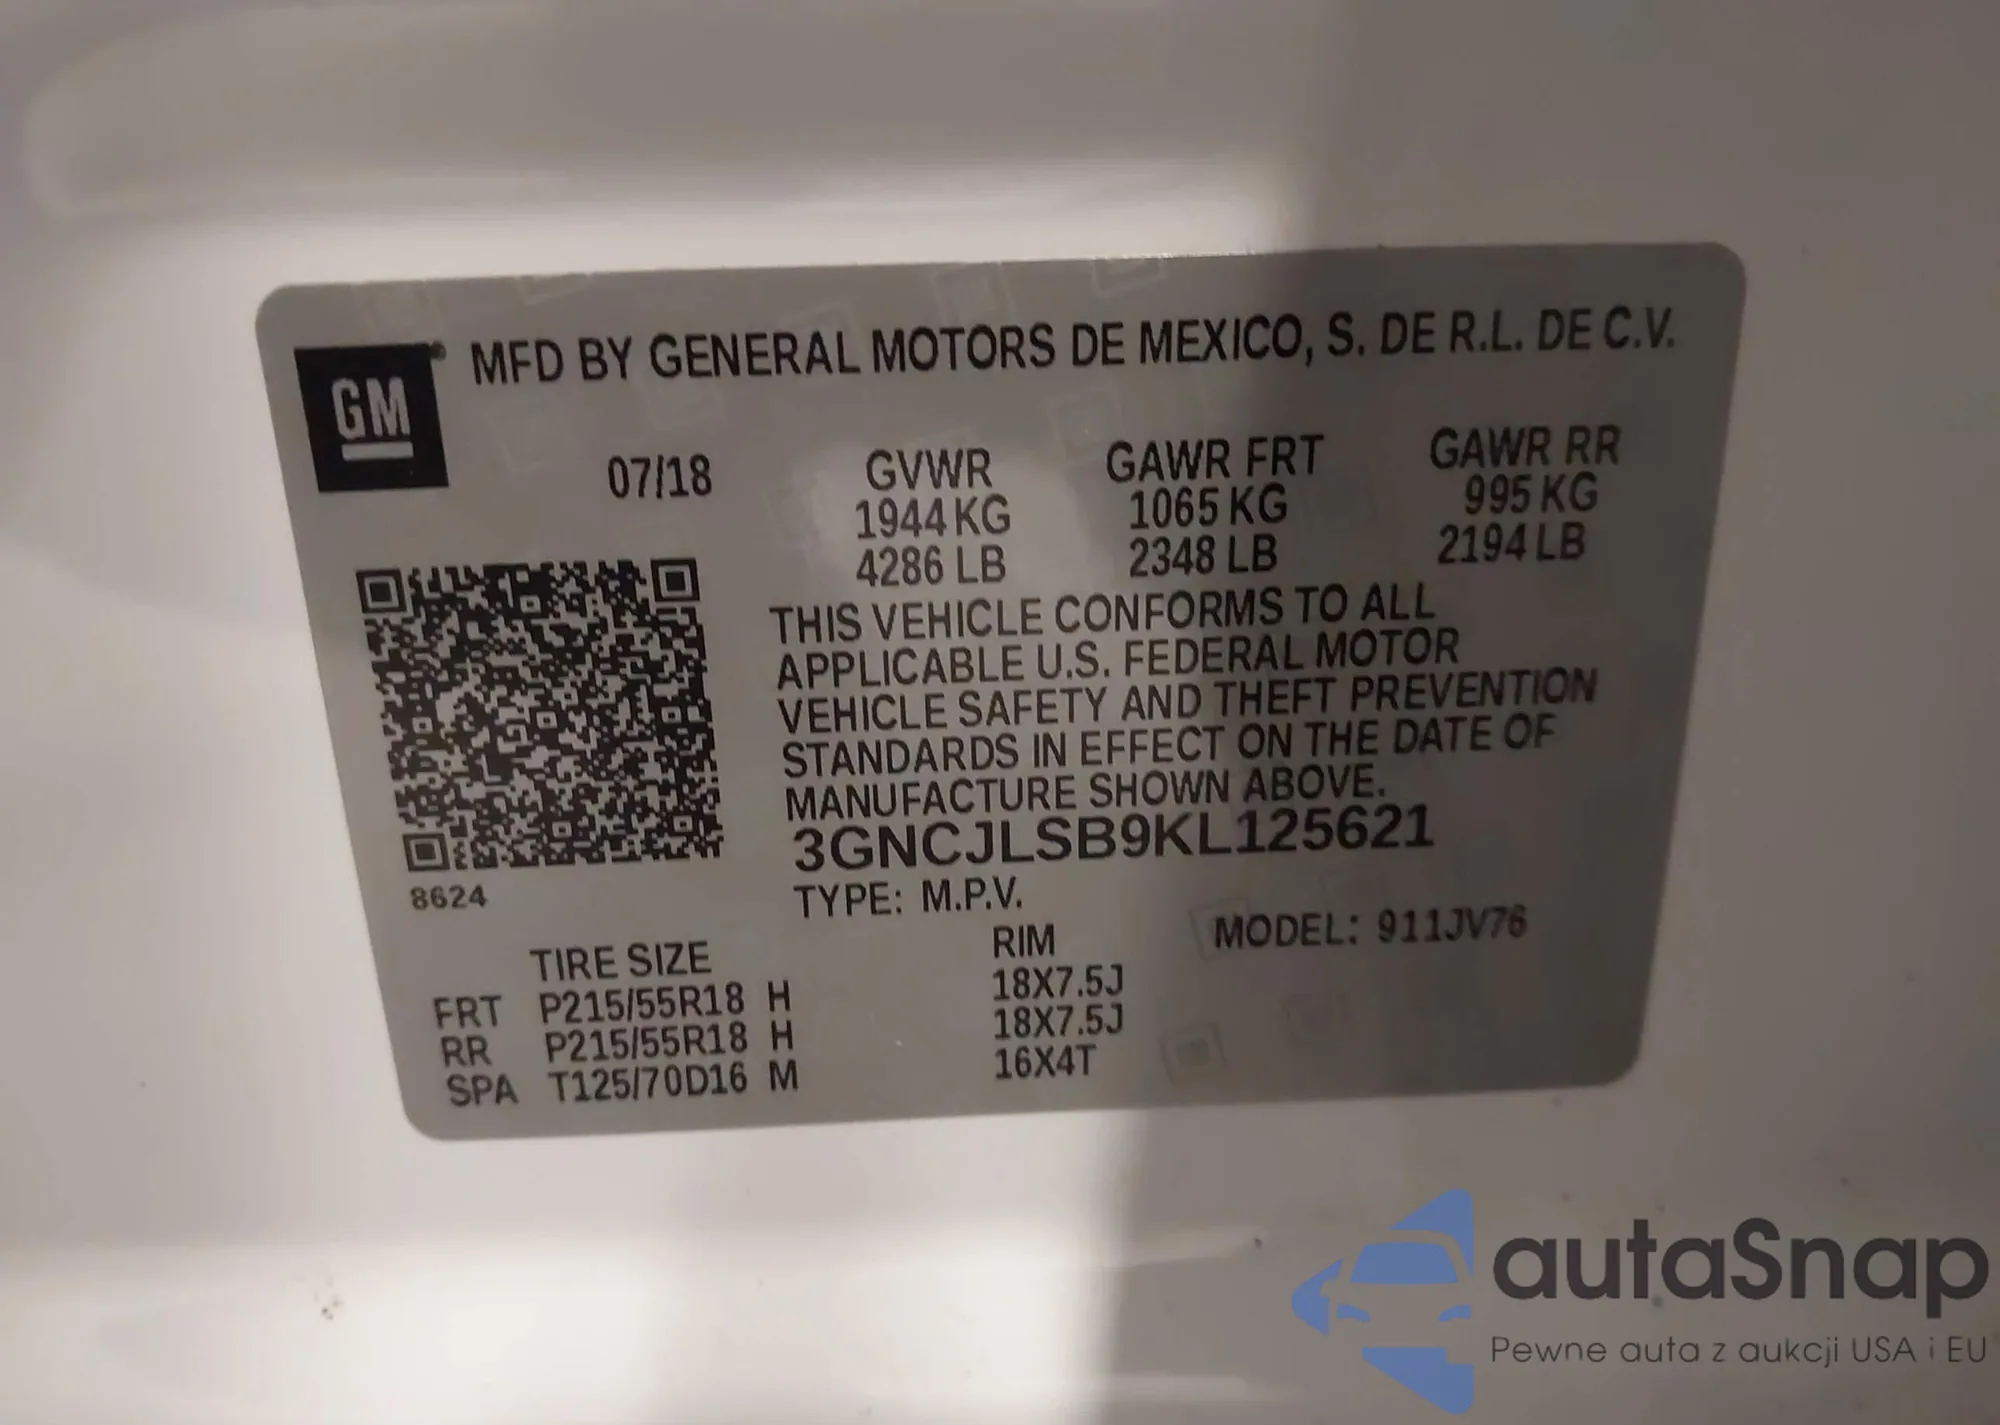 GM
MFD BY GENERAL MOTORS DE MEXICO, S. DE R.L. DE C.V.
07/18
GVWR GAWR FRT GAWR RR
1944 KG 1065 KG 995 KG
4286 LB 2348 LB 2194 LB
THIS VEHICLE CONFORMS TO ALL
APPLICABLE U.S. FEDERAL MOTOR
VEHICLE SAFETY AND THEFT PREVENTION
STANDARDS IN EFFECT ON THE DATE OF
MANUFACTURE SHOWN ABOVE.
3GNCJLSB9KL125621
8624
TYPE: M.P.V. MODEL: 911JV76
TIRE SIZE RIM
FRT P215/55R18 H 18X7.5J
RR P215/55R18 H 18X7.5J
SPA T125/70D16 M 16X4T
autaSnap
Pewne auta z aukcji USA i EU